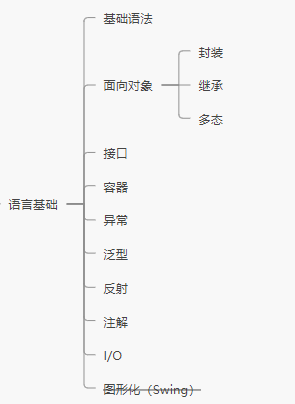 基础语法
封装
面向对象
继承
多态
接口
容器
语言基础
异常
泛型
反射
注解
I/O
图形化（Swing）